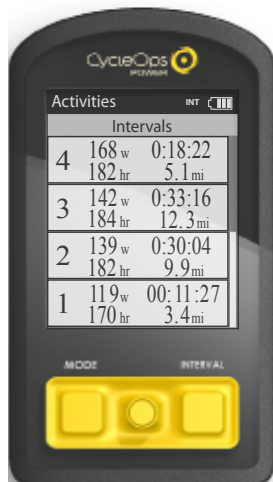 CycleOps
POWER
Activities INT
Intervals
4 168 w 0:18:22
182 hr 5.1 mi
3 142 w 0:33:16
184 hr 12.3 mi
2 139 w 0:30:04
182 hr 9.9 mi
1 119 w 00:11:27
170 hr 3.4 mi
MODE INTERVAL